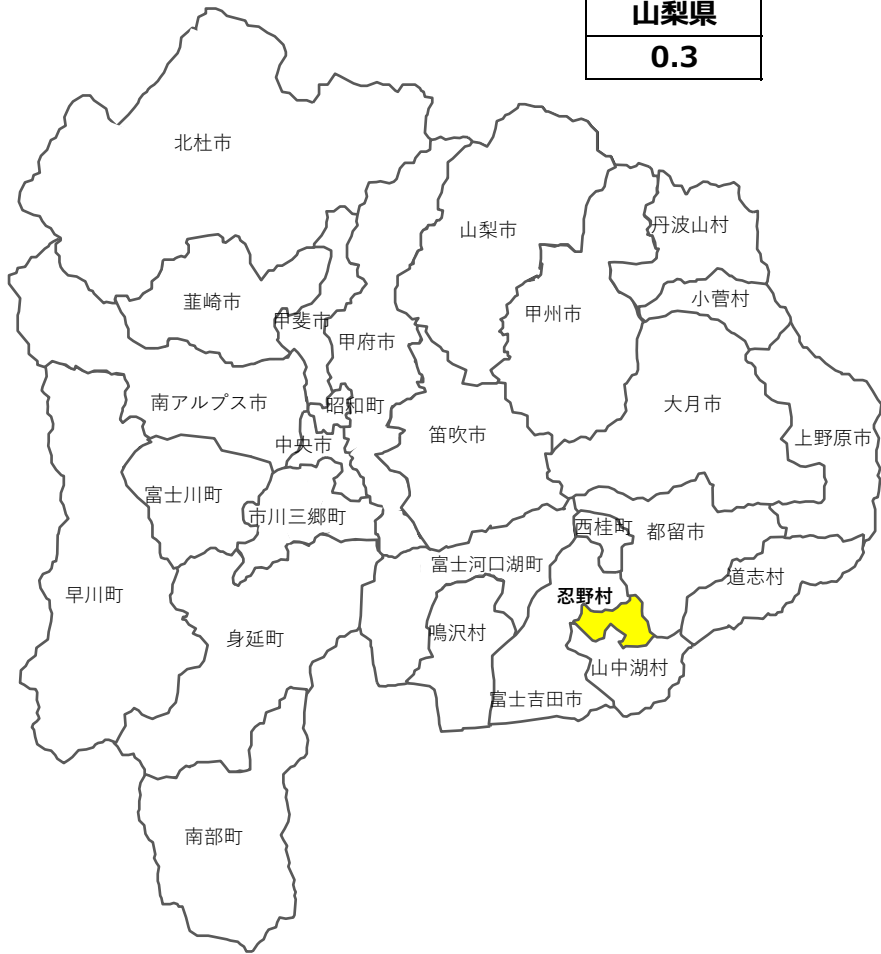 山梨県
0.3
北杜市
丹波山村
山梨市
小菅村
韮崎市
甲州市
甲斐市
甲府市
南アルプス市
昭和町
大月市
笛吹市
上野原市
中央市
富士川町
市川三郷町
西桂町
都留市
富士河口湖町
道志村
早川町
忍野村
身延町
鳴沢村
山中湖村
富士吉田市
南部町